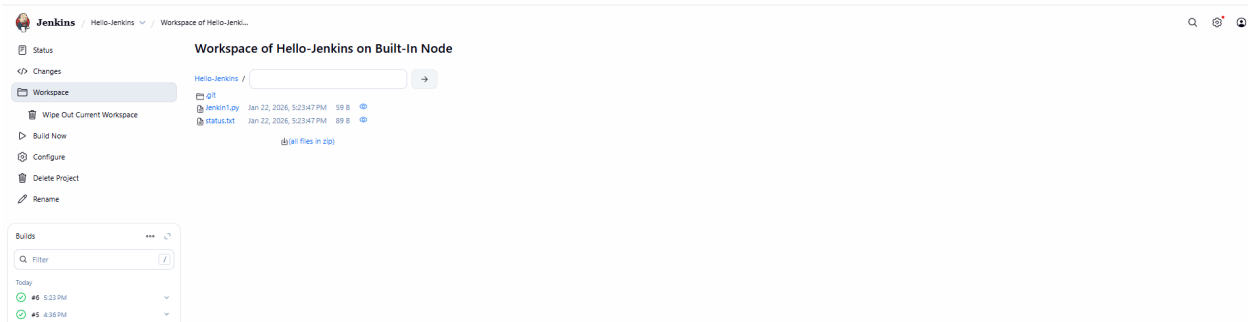 Jenkins / Hello-Jenkins / Workspace of Hello-Jenki...
Status
Changes
Workspace
Wipe Out Current Workspace
Build Now
Configure
Delete Project
Rename
Builds
Filter /
Today
#6 5:23 PM
#5 4:36 PM
Workspace of Hello-Jenkins on Built-In Node
Hello-Jenkins /
.git
Jenkin1.py Jan 22, 2026, 5:23:47 PM 59 B
status.txt Jan 22, 2026, 5:23:47 PM 89 B
(all files in zip)